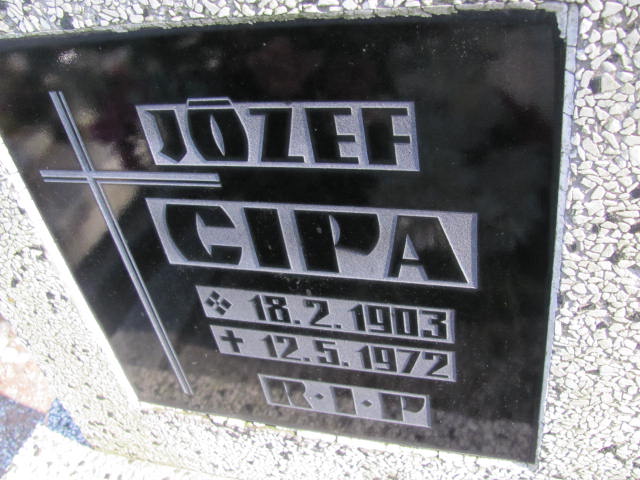 JÓZEF
CIPA
18.2.1903
✝ 12.5.1972
R·I·P